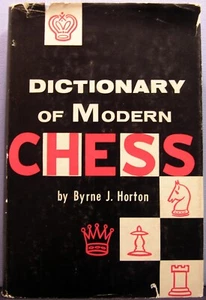 DICTIONARY
OF MODERN
CHESS
by Byrne J. Horton